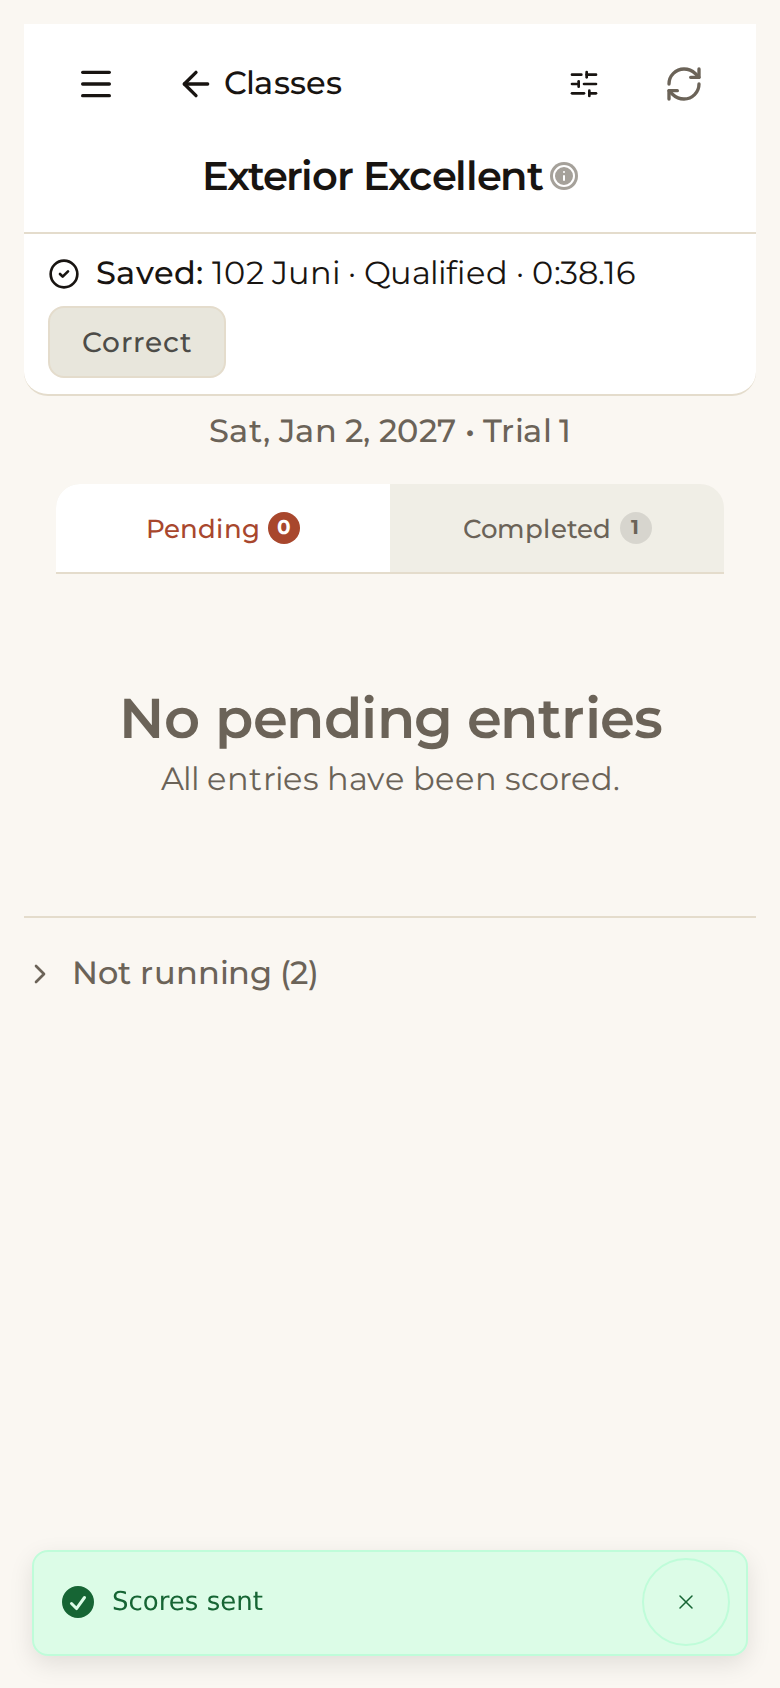 Classes
Exterior Excellent
Saved: 102 Juni · Qualified · 0:38.16
Correct
Sat, Jan 2, 2027 • Trial 1
Pending 0
Completed 1
No pending entries
All entries have been scored.
Not running (2)
Scores sent